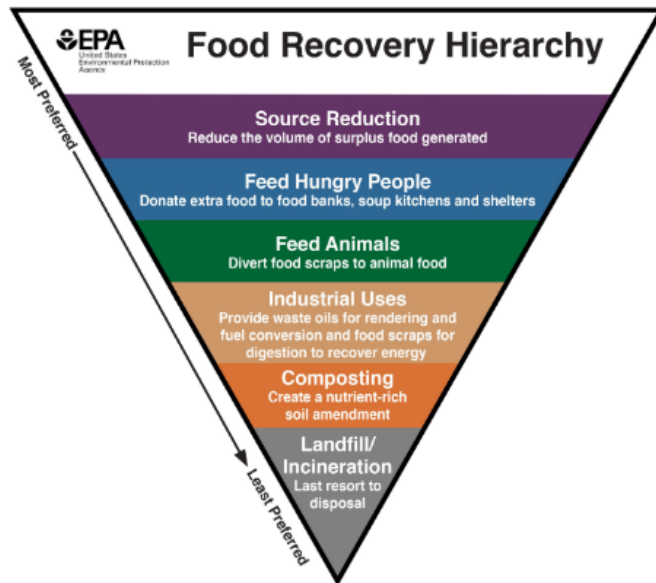 EPA
United States
Environmental Protection
Agency
Food Recovery Hierarchy
Most Preferred
Source Reduction
Reduce the volume of surplus food generated
Feed Hungry People
Donate extra food to food banks, soup kitchens and shelters
Feed Animals
Divert food scraps to animal food
Industrial Uses
Provide waste oils for rendering and
fuel conversion and food scraps for
digestion to recover energy
Composting
Create a nutrient-rich
soil amendment
Landfill/
Incineration
Last resort to
disposal
Least Preferred